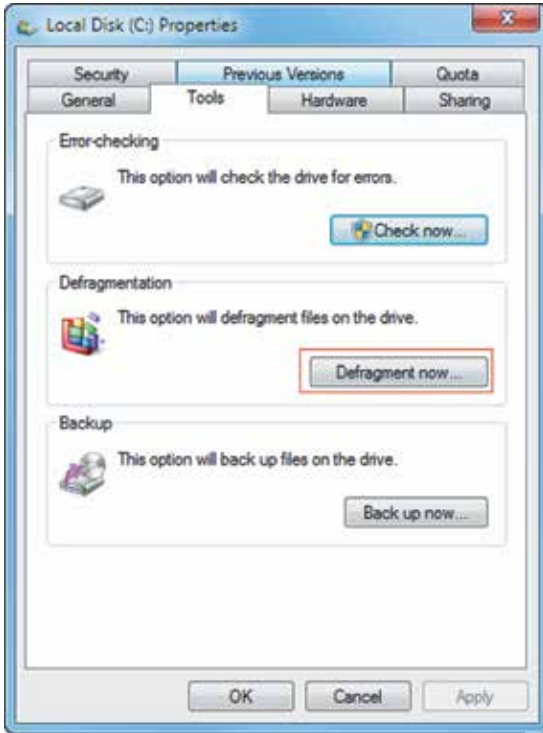 Local Disk (C:) Properties
Security Previous Versions Quota
General Tools Hardware Sharing
Error-checking
This option will check the drive for errors.
Check now...
Defragmentation
This option will defragment files on the drive.
Defragment now...
Backup
This option will back up files on the drive.
Back up now...
OK Cancel Apply